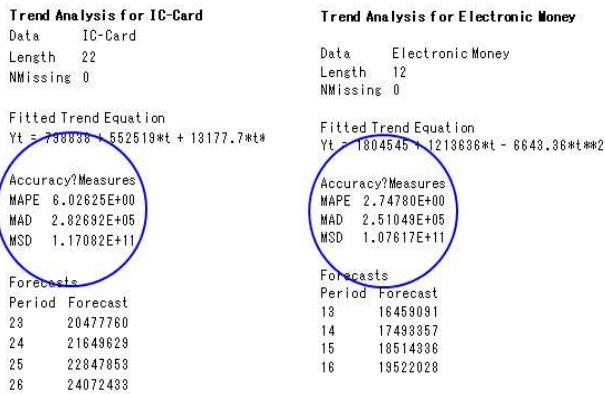 Trend Analysis for IC-Card
Data IC-Card
Length 22
NMissing 0
Fitted Trend Equation
Yt = 798838 + 552519*t + 13177.7*t*
Accuracy?Measures
MAPE 6.02625E+00
MAD 2.82692E+05
MSD 1.17082E+11
Forecasts
Period Forecast
23 20477760
24 21649629
25 22847853
26 24072433
Trend Analysis for Electronic Money
Data Electronic Money
Length 12
NMissing 0
Fitted Trend Equation
Yt = 1804545 + 1213636*t - 6643.36*t**2
Accuracy?Measures
MAPE 2.74780E+00
MAD 2.51049E+05
MSD 1.07617E+11
Forecasts
Period Forecast
13 16459091
14 17493357
15 18514336
16 19522028